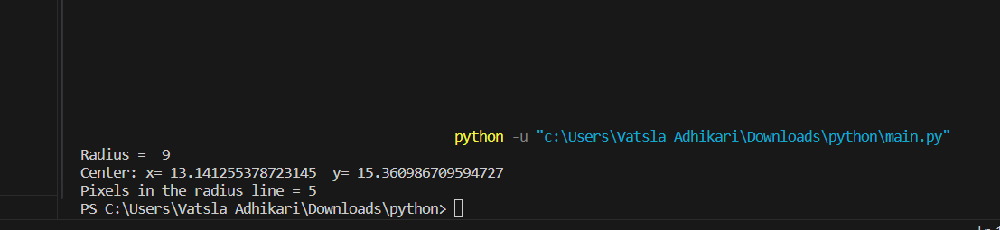 python -u "c:\Users\Vatsla Adhikari\Downloads\python\main.py"
Radius =  9
Center: x= 13.141255378723145  y= 15.360986709594727
Pixels in the radius line = 5
PS C:\Users\Vatsla Adhikari\Downloads\python>